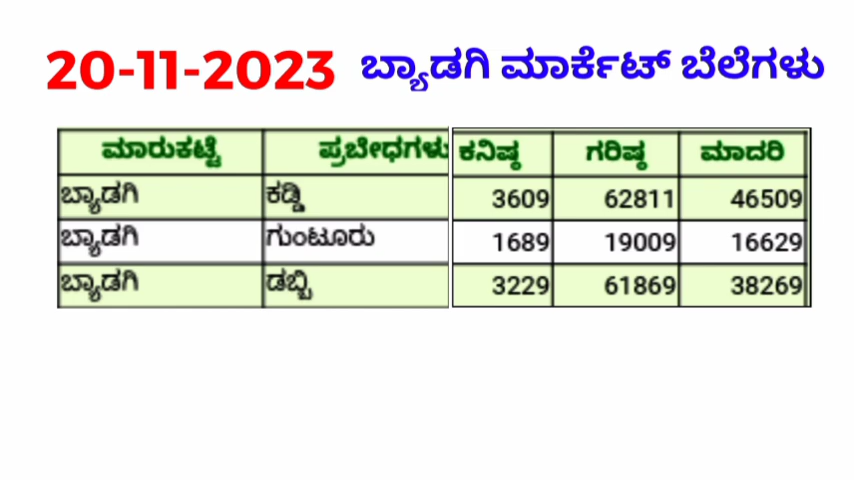 20-11-2023 ಬ್ಯಾಡಗಿ ಮಾರ್ಕೆಟ್ ಬೆಲೆಗಳು
ಮಾರುಕಟ್ಟೆ ಪ್ರಬೇಧಗಳು ಕನಿಷ್ಠ ಗರಿಷ್ಠ ಮಾದರಿ
ಬ್ಯಾಡಗಿ ಕಡ್ಡಿ 3609 62811 46509
ಬ್ಯಾಡಗಿ ಗುಂಟೂರು 1689 19009 16629
ಬ್ಯಾಡಗಿ ಡಬ್ಬಿ 3229 61869 38269